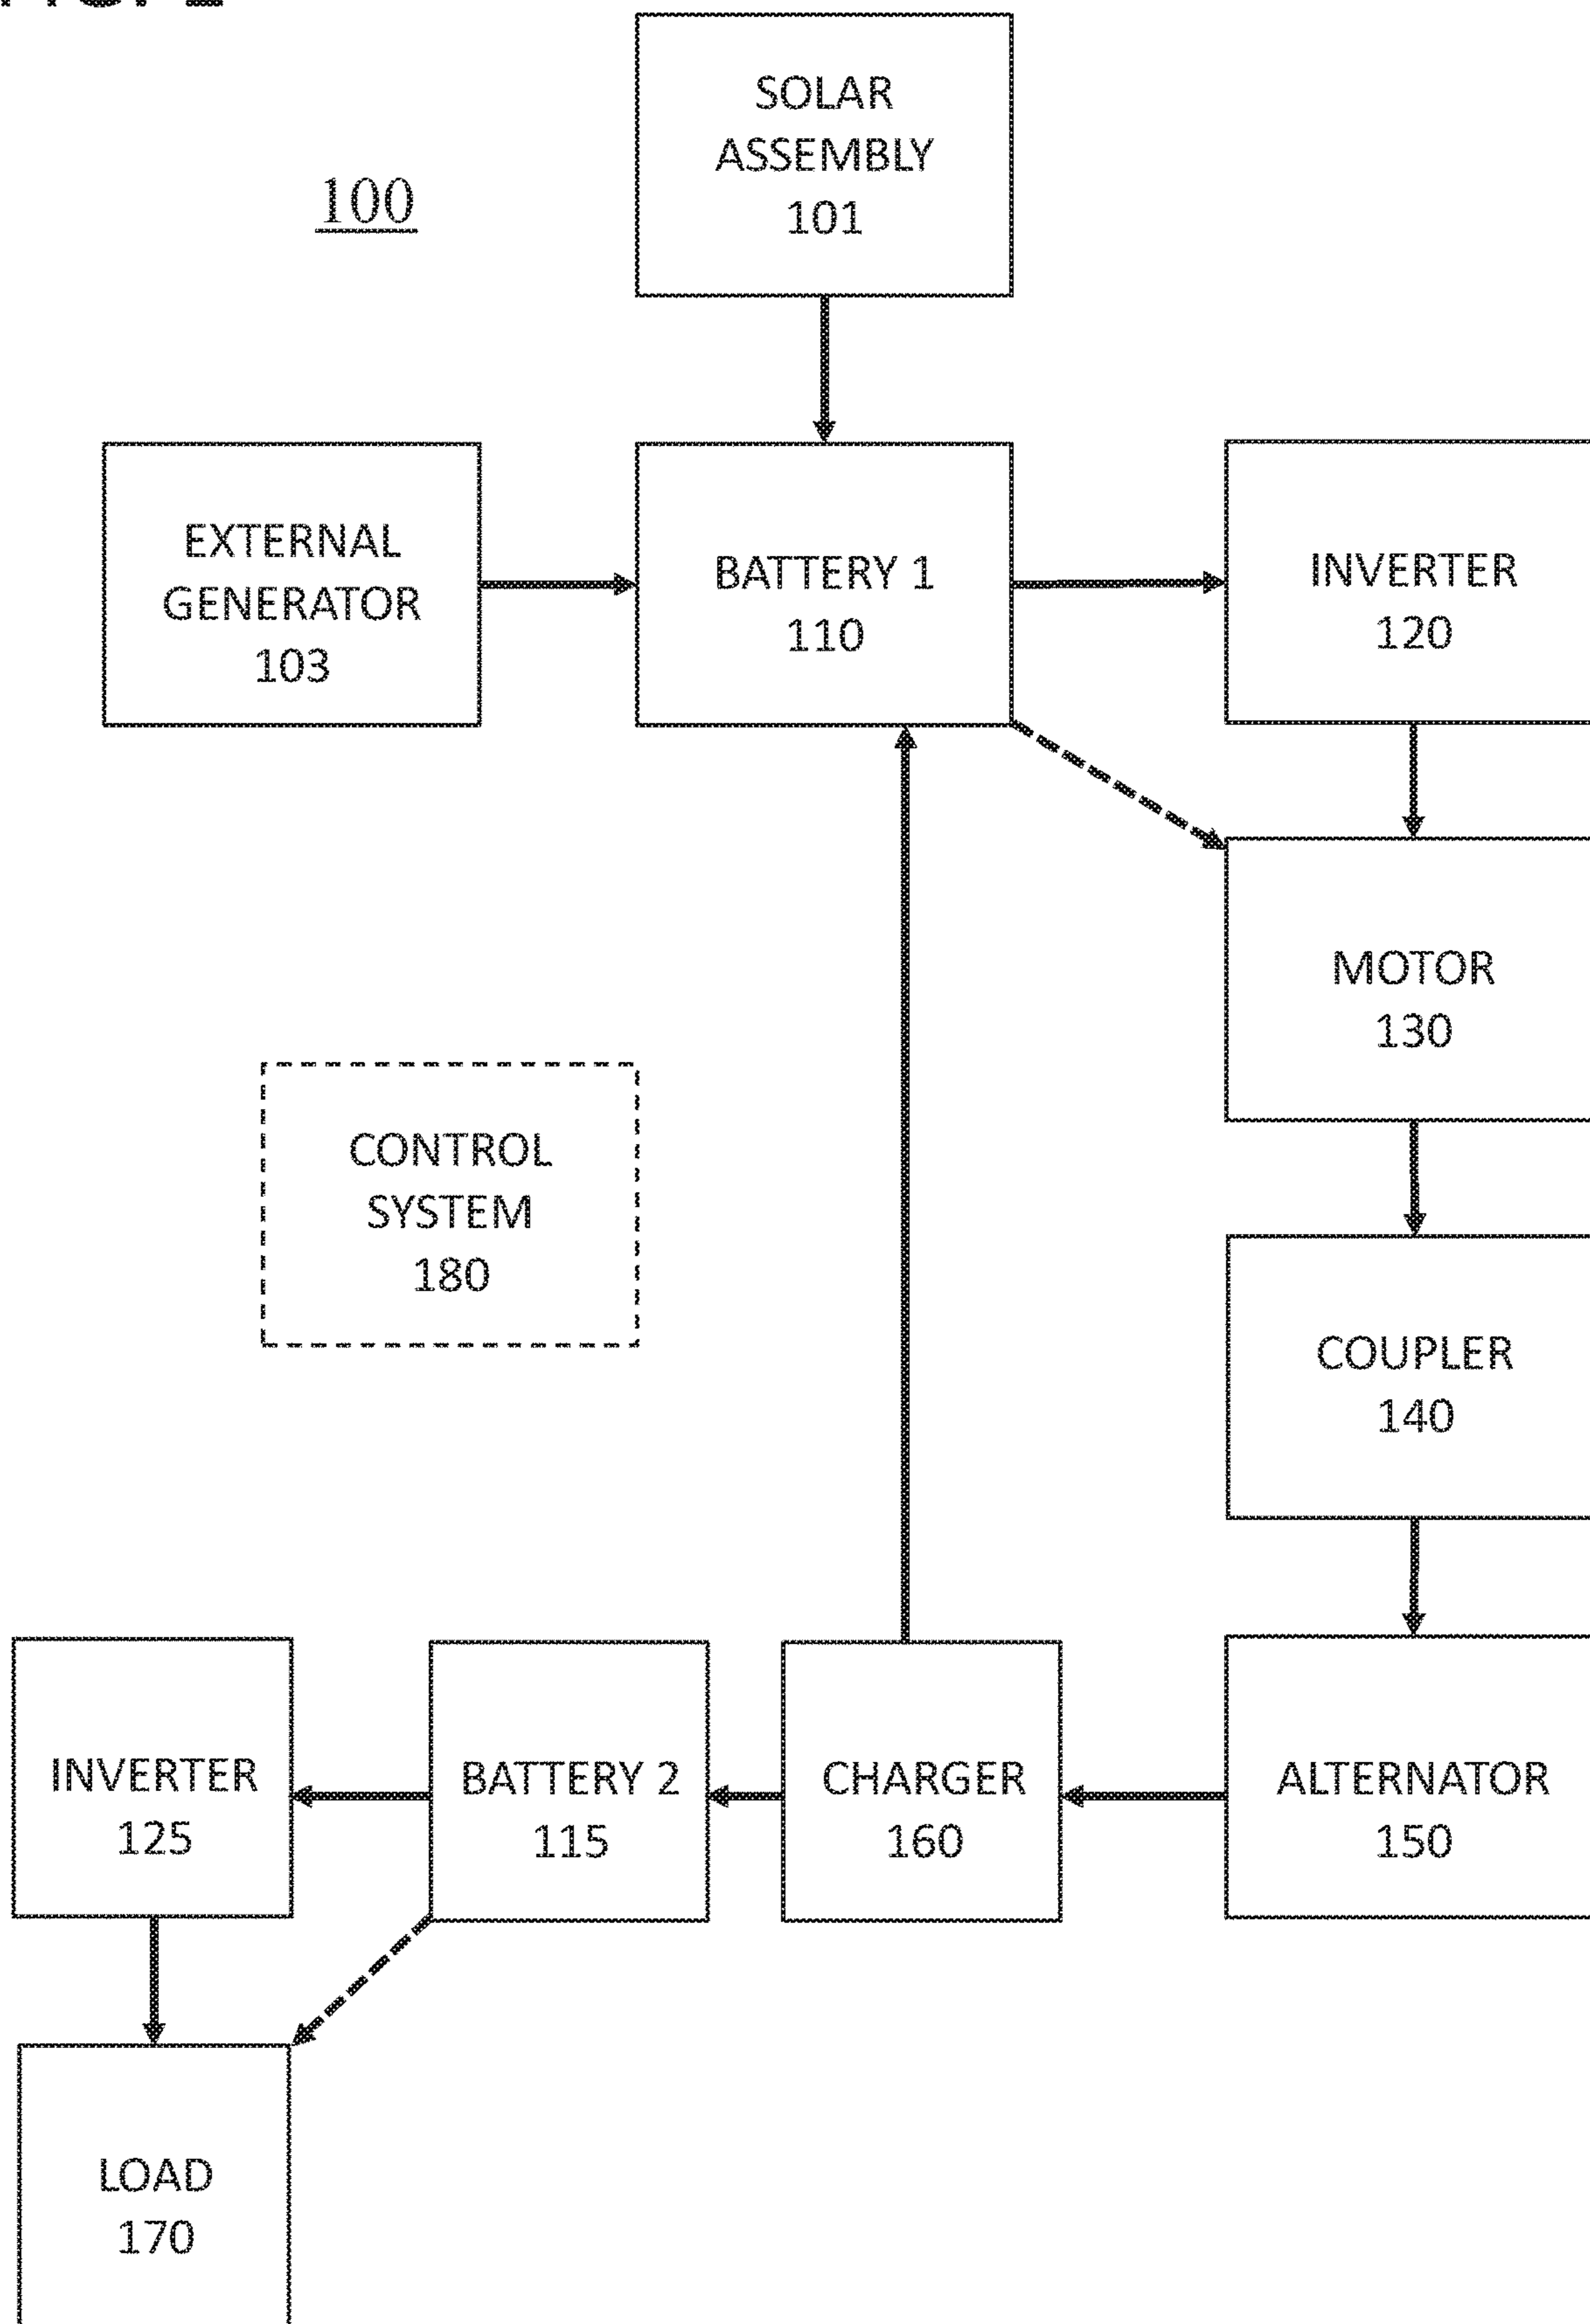 SOLAR
ASSEMBLY
101
100
EXTERNAL
GENERATOR
103
BATTERY 1
110
INVERTER
120
MOTOR
130
CONTROL
SYSTEM
180
COUPLER
140
INVERTER
125
BATTERY 2
115
CHARGER
160
ALTERNATOR
150
LOAD
170